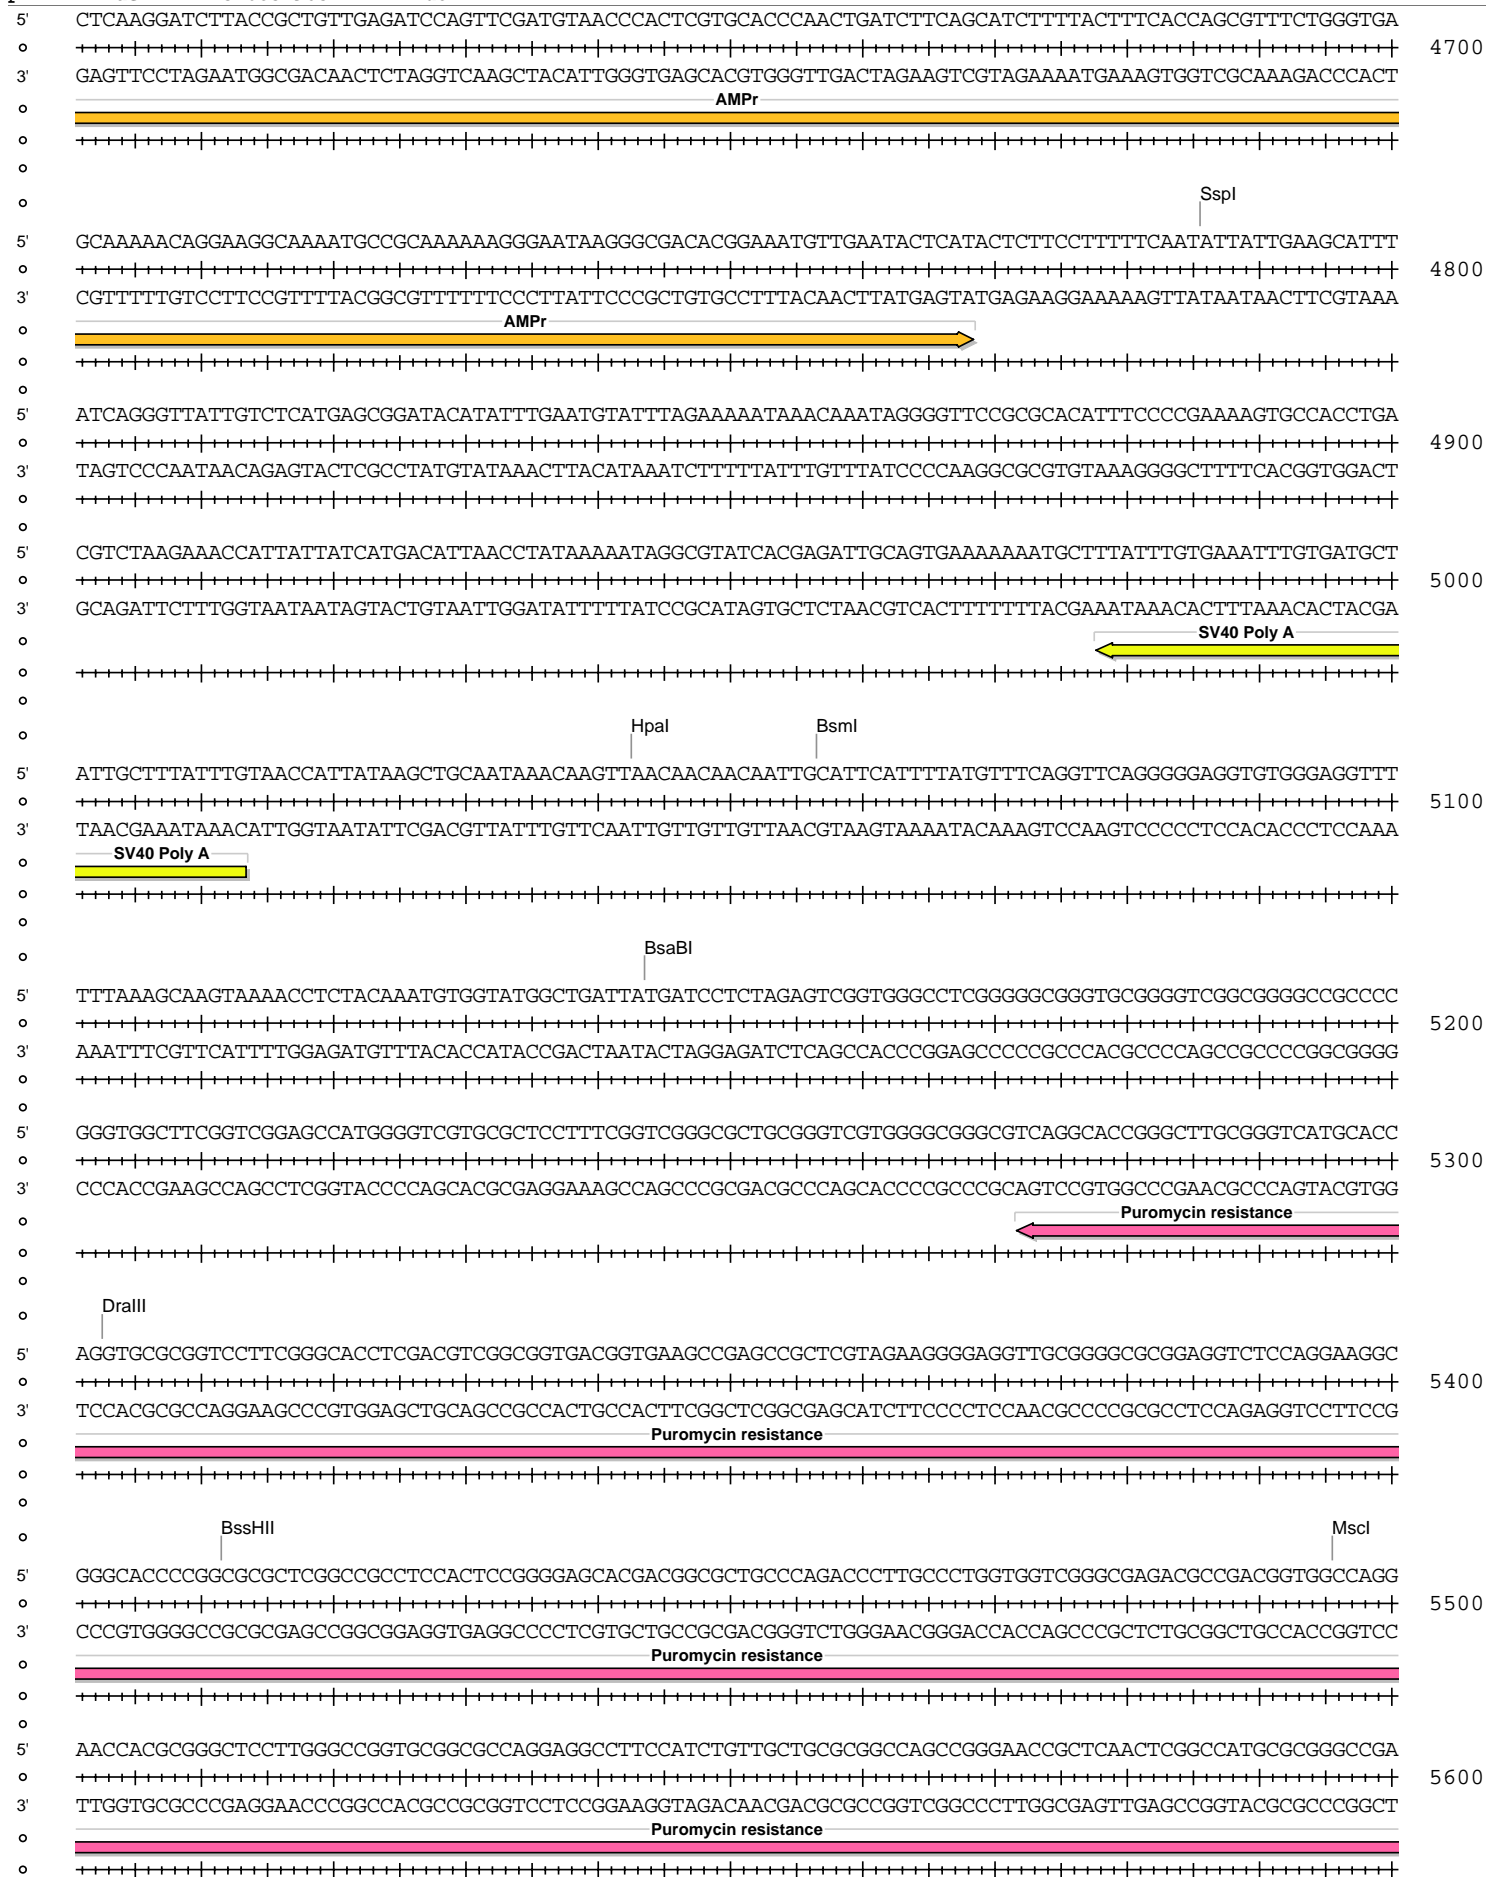 5' CTCAAGGATCTTACCGCTGTTGAGATCCAGTTCGATGTAACCCACTCGTGCACCCAACTGATCTTCAGCATCTTTTACTTTCACCAGCGTTTCTGGGTGA
4700
3' GAGTTCCTAGAATGGCGACAACTCTAGGTCAAGCTACATTGGGTGAGCACGTGGGTTGACTAGAAGTCGTAGAAAATGAAAGTGGTCGCAAAGACCCACT
AMPr
SspI
5' GCAAAAACAGGAAGGCAAAATGCCGCAAAAAAGGGAATAAGGGCGACACGGAAATGTTGAATACTCATACTCTTCCTTTTTCAATATTATTGAAGCATTT
4800
3' CGTTTTTGTCCTTCCGTTTTACGGCGTTTTTTCCCTTATTCCCGCTGTGCCTTTACAACTTATGAGTATGAGAAGGAAAAAGTTATAATAACTTCGTAAA
AMPr
5' ATCAGGGTTATTGTCTCATGAGCGGATACATATTTGAATGTATTTAGAAAAATAAACAAATAGGGGTTCCGCGCACATTTCCCCGAAAAGTGCCACCTGA
4900
3' TAGTCCCAATAACAGAGTACTCGCCTATGTATAAACTTACATAAATCTTTTTATTTGTTTATCCCCAAGGCGCGTGTAAAGGGGCTTTTCACGGTGGACT
5' CGTCTAAGAAACCATTATTATCATGACATTAACCTATAAAAATAGGCGTATCACGAGATTGCAGTGAAAAAAATGCTTTATTTGTGAAATTTGTGATGCT
5000
3' GCAGATTCTTTGGTAATAATAGTACTGTAATTGGATATTTTTATCCGCATAGTGCTCTAACGTCACTTTTTTTACGAAATAAACACTTTAAACACTACGA
SV40 Poly A
HpaI BsmI
5' ATTGCTTTATTTGTAACCATTATAAGCTGCAATAAACAAGTTAACAACAACAATTGCATTCATTTTATGTTTCAGGTTCAGGGGGAGGTGTGGGAGGTTT
5100
3' TAACGAAATAAACATTGGTAATATTCGACGTTATTTGTTCAATTGTTGTTGTTAACGTAAGTAAAATACAAAGTCCAAGTCCCCCTCCACACCCTCCAAA
SV40 Poly A
BsaBI
5' TTTAAAGCAAGTAAAACCTCTACAAATGTGGTATGGCTGATTATGATCCTCTAGAGTCGGTGGGCCTCGGGGGCGGGTGCGGGGTCGGCGGGGCCGCCCC
5200
3' AAATTTCGTTCATTTTGGAGATGTTTACACCATACCGACTAATACTAGGAGATCTCAGCCACCCGGAGCCCCCGCCCACGCCCCAGCCGCCCCGGCGGGG
5' GGGTGGCTTCGGTCGGAGCCATGGGGTCGTGCGCTCCTTTCGGTCGGGCGCTGCGGGTCGTGGGGCGGGCGTCAGGCACCGGGCTTGCGGGTCATGCACC
5300
3' CCCACCGAAGCCAGCCTCGGTACCCCAGCACGCGAGGAAAGCCAGCCCGCGACGCCCAGCACCCCGCCCGCAGTCCGTGGCCCGAACGCCCAGTACGTGG
Puromycin resistance
DraIII
5' AGGTGCGCGGTCCTTCGGGCACCTCGACGTCGGCGGTGACGGTGAAGCCGAGCCGCTCGTAGAAGGGGAGGTTGCGGGGCGCGGAGGTCTCCAGGAAGGC
5400
3' TCCACGCGCCAGGAAGCCCGTGGAGCTGCAGCCGCCACTGCCACTTCGGCTCGGCGAGCATCTTCCCCTCCAACGCCCCGCGCCTCCAGAGGTCCTTCCG
Puromycin resistance
BssHII MscI
5' GGGCACCCCGGCGCGCTCGGCCGCCTCCACTCCGGGGAGCACGACGGCGCTGCCCAGACCCTTGCCCTGGTGGTCGGGCGAGACGCCGACGGTGGCCAGG
5500
3' CCCGTGGGGCCGCGCGAGCCGGCGGAGGTGAGGCCCCTCGTGCTGCCGCGACGGGTCTGGGAACGGGACCACCAGCCCGCTCTGCGGCTGCCACCGGTCC
Puromycin resistance
5' AACCACGCGGGCTCCTTGGGCCGGTGCGGCGCCAGGAGGCCTTCCATCTGTTGCTGCGCGGCCAGCCGGGAACCGCTCAACTCGGCCATGCGCGGGCCGA
5600
3' TTGGTGCGCCCGAGGAACCCGGCCACGCCGCGGTCCTCCGGAAGGTAGACAACGACGCGCCGGTCGGCCCTTGGCGAGTTGAGCCGGTACGCGCCCGGCT
Puromycin resistance